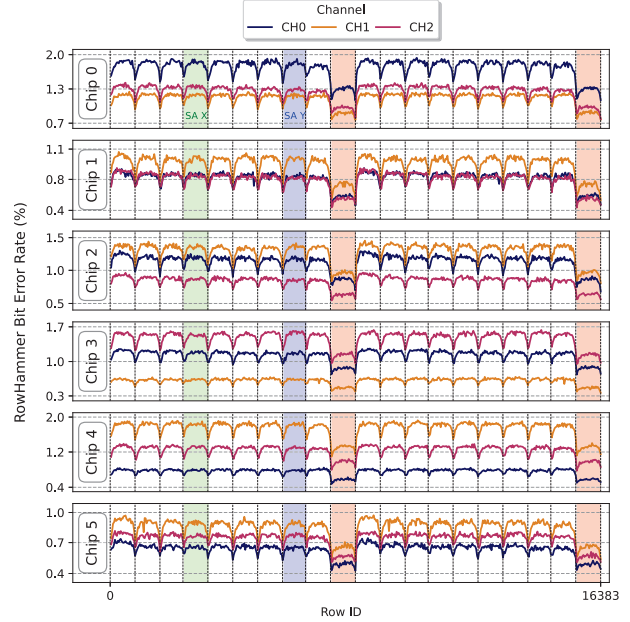 Channel
CH0 CH1 CH2
RowHammer Bit Error Rate (%)
Chip 0
2.0
1.3
0.7
SA X
SA Y
Chip 1
1.1
0.8
0.4
Chip 2
1.5
1.0
0.5
Chip 3
1.7
1.0
0.3
Chip 4
2.0
1.2
0.4
Chip 5
1.0
0.7
0.4
0
16383
Row ID